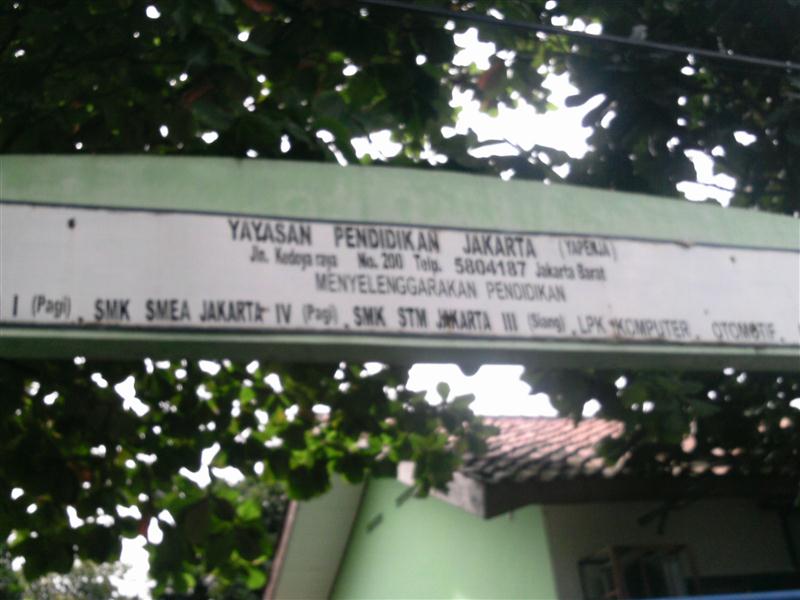 YAYASAN PENDIDIKAN JAKARTA (YAPENJA)
Jln. Kedoya raya No. 200 Telp. 5804187 Jakarta Barat
MENYELENGGARAKAN PENDIDIKAN
I (Pagi), SMK SMEA JAKARTA IV (Pagi), SMK STM JAKARTA III (Siang), LPK KOMPUTER, OTOMOTIF,